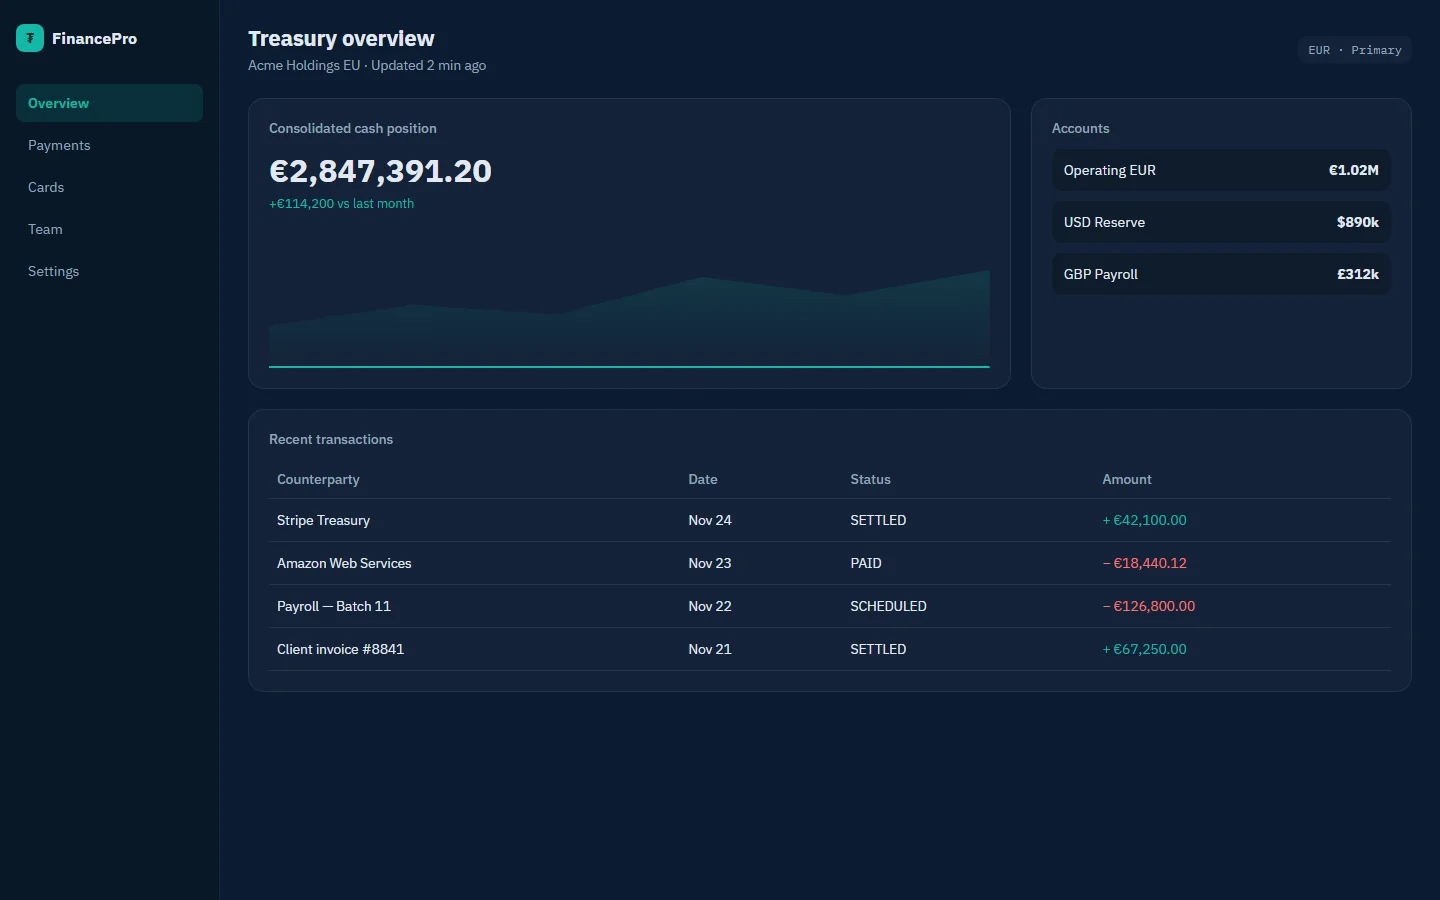 ₮ FinancePro
Overview
Payments
Cards
Team
Settings
Treasury overview
Acme Holdings EU · Updated 2 min ago
EUR · Primary
Consolidated cash position
€2,847,391.20
+€114,200 vs last month
Accounts
Operating EUR €1.02M
USD Reserve $890k
GBP Payroll £312k
Recent transactions
Counterparty Date Status Amount
Stripe Treasury Nov 24 SETTLED + €42,100.00
Amazon Web Services Nov 23 PAID − €18,440.12
Payroll — Batch 11 Nov 22 SCHEDULED − €126,800.00
Client invoice #8841 Nov 21 SETTLED + €67,250.00